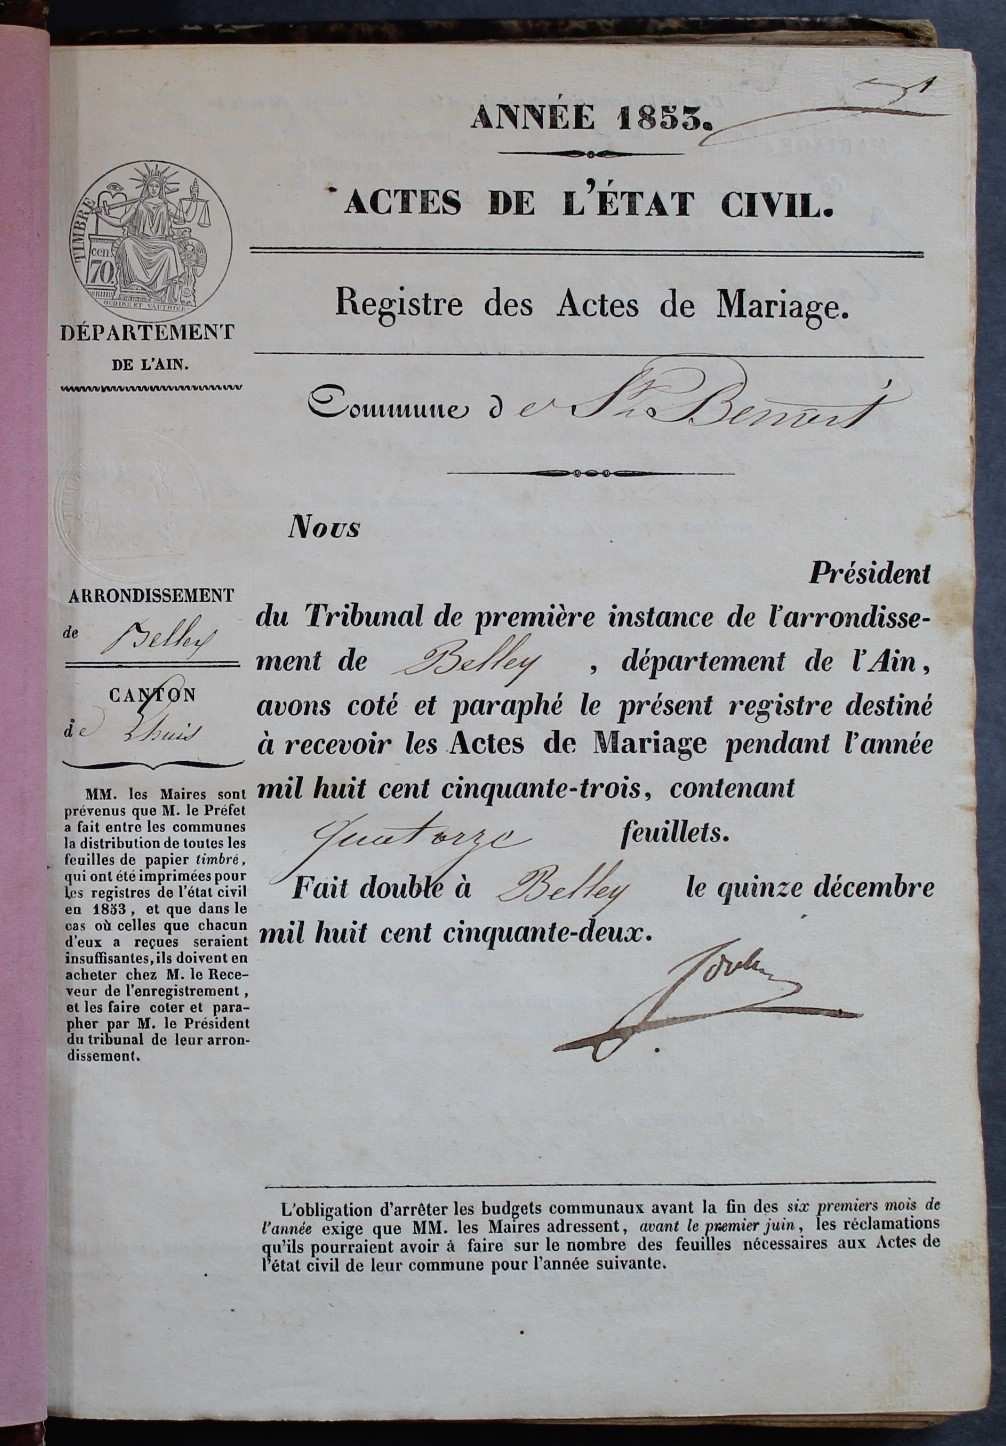 ANNÉE 1853.
ACTES DE L'ÉTAT CIVIL.
Registre des Actes de Mariage.
Commune de St. Benoit
TIMBRE
cen.
70
DÉPARTEMENT
DE L'AIN.
ARRONDISSEMENT
de Belley
CANTON
de Lhuis
MM. les Maires sont
prévenus que M. le Préfet
a fait entre les communes
la distribution de toutes les
feuilles de papier timbré,
qui ont été imprimées pour
les registres de l'état civil
en 1853, et que dans le
cas où celles que chacun
d'eux a reçues seraient
insuffisantes, ils doivent en
acheter chez M. le Rece-
veur de l'enregistrement,
et les faire coter et para-
pher par M. le Président
du tribunal de leur arron-
dissement.
Nous
Président
du Tribunal de première instance de l'arrondisse-
ment de Belley, département de l'Ain,
avons coté et paraphé le présent registre destiné
à recevoir les Actes de Mariage pendant l'année
mil huit cent cinquante-trois, contenant
quatorze feuillets.
Fait double à Belley le quinze décembre
mil huit cent cinquante-deux.
L'obligation d'arrêter les budgets communaux avant la fin des six premiers mois de
l'année exige que MM. les Maires adressent, avant le premier juin, les réclamations
qu'ils pourraient avoir à faire sur le nombre des feuilles nécessaires aux Actes de
l'état civil de leur commune pour l'année suivante.